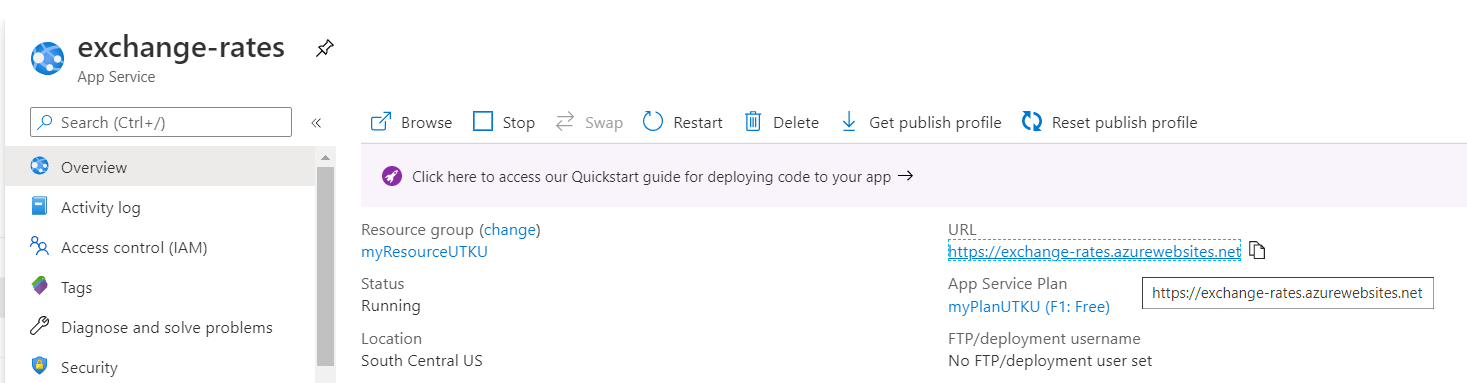 exchange-rates
App Service
Search (Ctrl+/)
«
Browse Stop Swap Restart Delete Get publish profile Reset publish profile
Overview
Activity log
Access control (IAM)
Tags
Diagnose and solve problems
Security
Click here to access our Quickstart guide for deploying code to your app →
Resource group (change)
myResourceUTKU
Status
Running
Location
South Central US
URL
https://exchange-rates.azurewebsites.net
App Service Plan
myPlanUTKU (F1: Free)
https://exchange-rates.azurewebsites.net
FTP/deployment username
No FTP/deployment user set